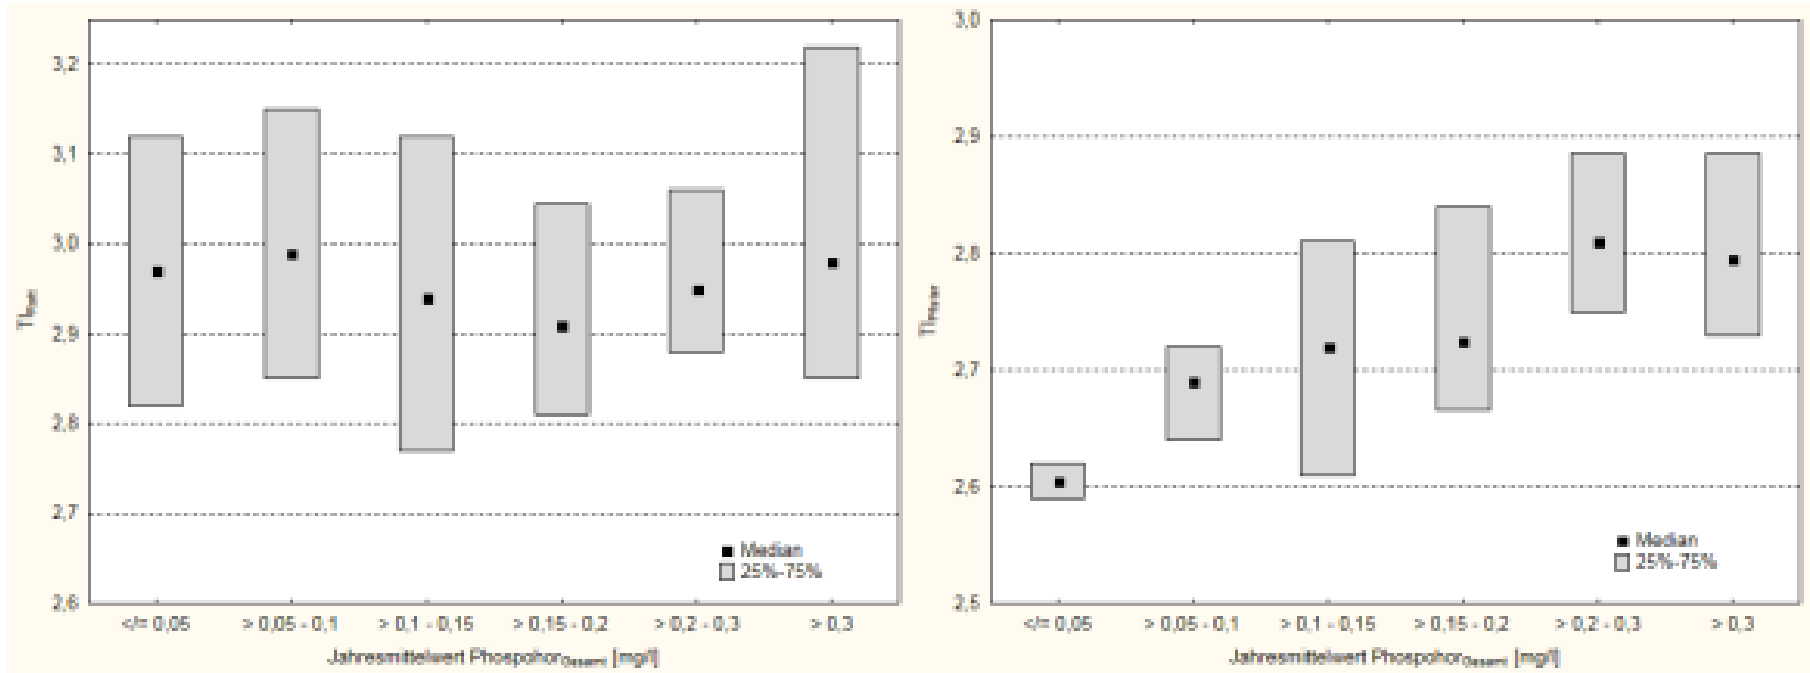 3,2
3,1
3,0
2,9
2,8
2,7
2,6
Median
25%-75%
</= 0,05
> 0,05 - 0,1
> 0,1 - 0,15
> 0,15 - 0,2
> 0,2 - 0,3
> 0,3
Jahresmittelwert PhospohorGesamt [mg/l]
TI
3,0
2,9
2,8
2,7
2,6
2,5
Median
25%-75%
</= 0,05
> 0,05 - 0,1
> 0,1 - 0,15
> 0,15 - 0,2
> 0,2 - 0,3
> 0,3
Jahresmittelwert PhospohorGesamt [mg/l]
TI